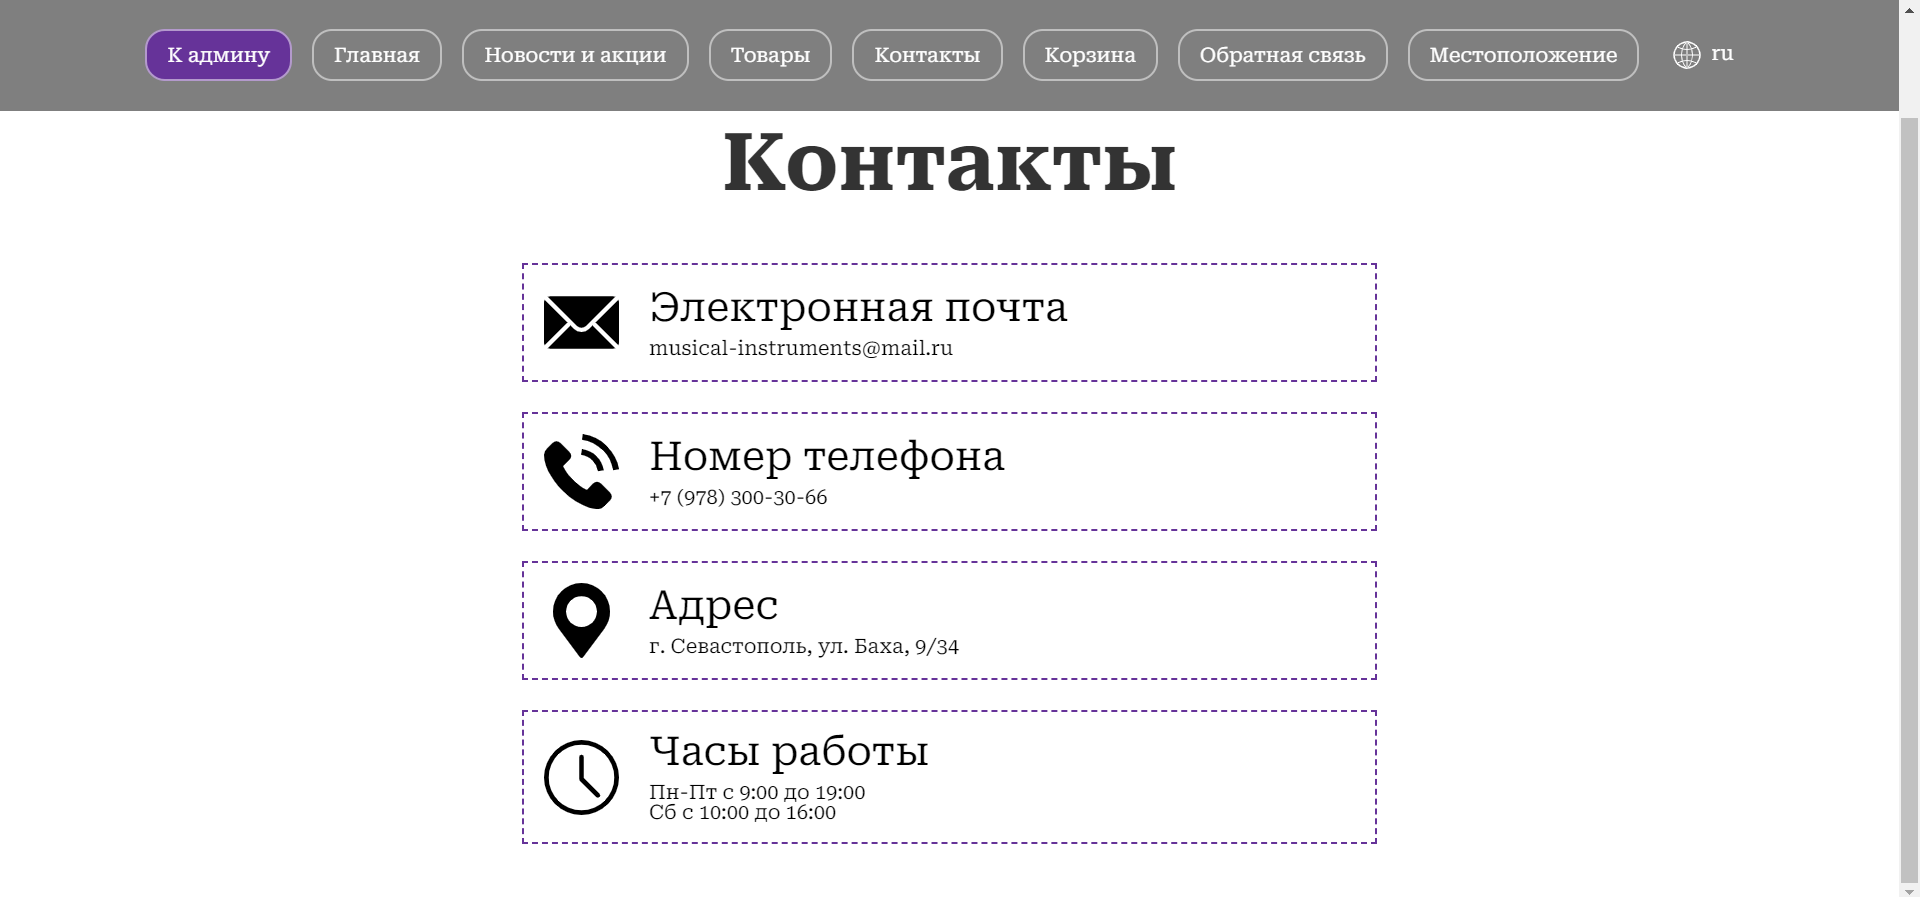 К админу Главная Новости и акции Товары Контакты Корзина Обратная связь Местоположение ru
Контакты
Электронная почта
musical-instruments@mail.ru
Номер телефона
+7 (978) 300-30-66
Адрес
г. Севастополь, ул. Баха, 9/34
Часы работы
Пн-Пт с 9:00 до 19:00
Сб с 10:00 до 16:00